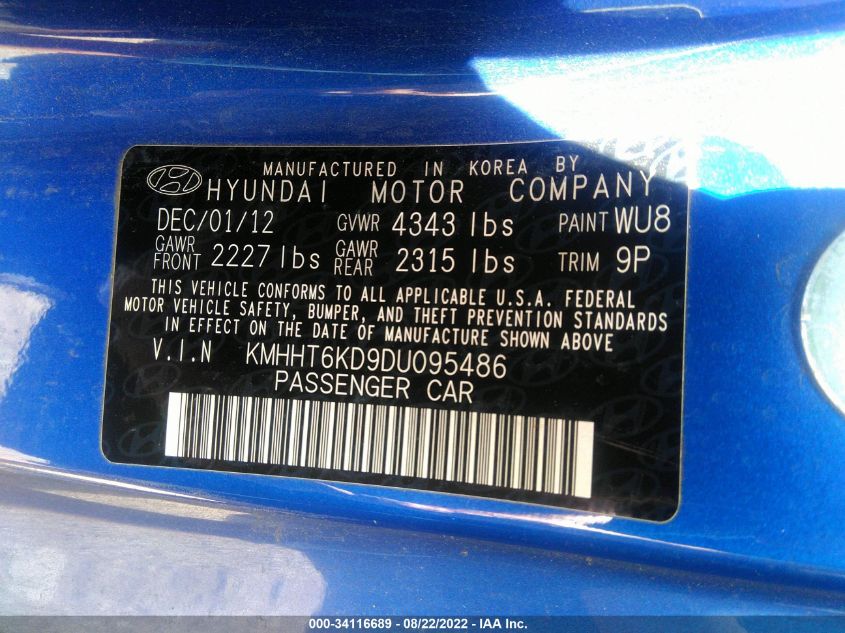 MANUFACTURED IN KOREA BY
HYUNDAI MOTOR COMPANY
DEC/01/12 GVWR 4343 lbs PAINT WU8
GAWR FRONT 2227 lbs GAWR REAR 2315 lbs TRIM 9P
THIS VEHICLE CONFORMS TO ALL APPLICABLE U.S.A. FEDERAL
MOTOR VEHICLE SAFETY, BUMPER, AND THEFT PREVENTION STANDARDS
IN EFFECT ON THE DATE OF MANUFACTURE SHOWN ABOVE.
V.I.N KMHHT6KD9DU095486
PASSENGER CAR
000-34116689 - 08/22/2022 - IAA Inc.